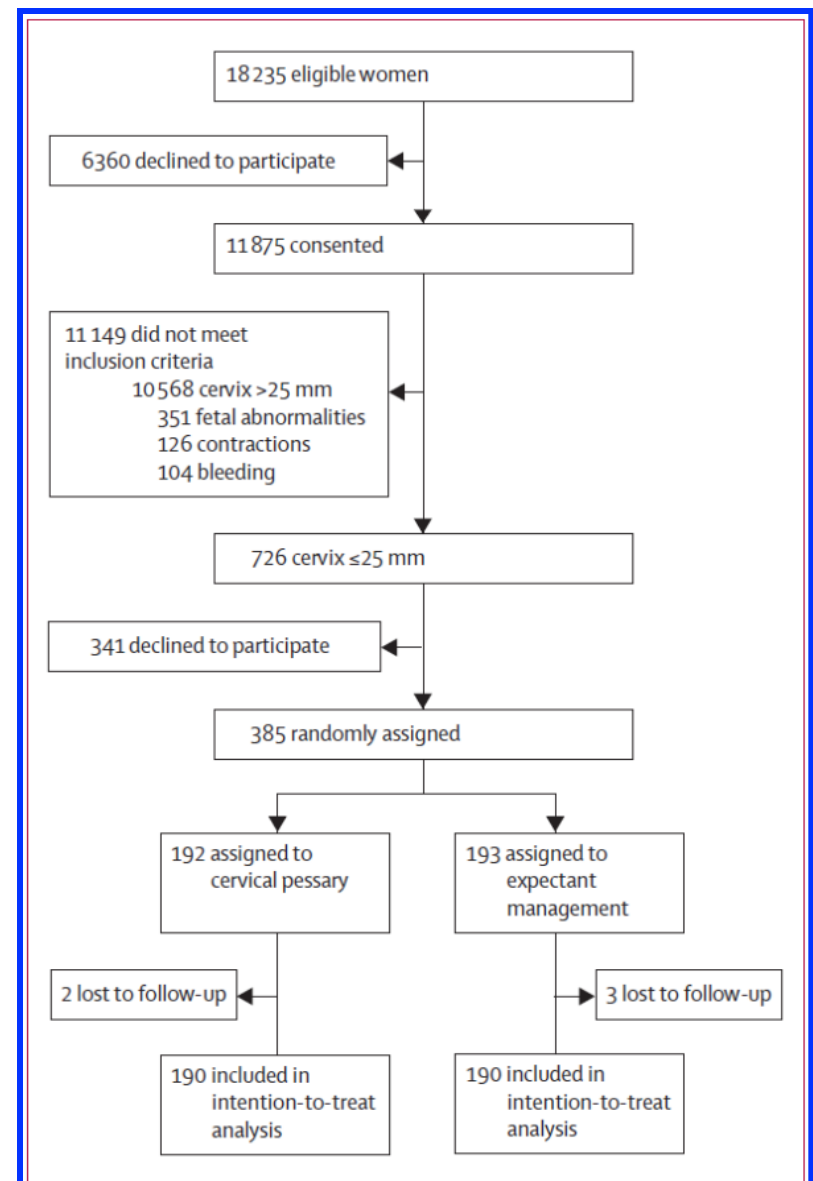 18 235 eligible women
6360 declined to participate
11 875 consented
11 149 did not meet
inclusion criteria
10 568 cervix >25 mm
351 fetal abnormalities
126 contractions
104 bleeding
726 cervix ≤25 mm
341 declined to participate
385 randomly assigned
192 assigned to
cervical pessary
193 assigned to
expectant
management
2 lost to follow-up
3 lost to follow-up
190 included in
intention-to-treat
analysis
190 included in
intention-to-treat
analysis